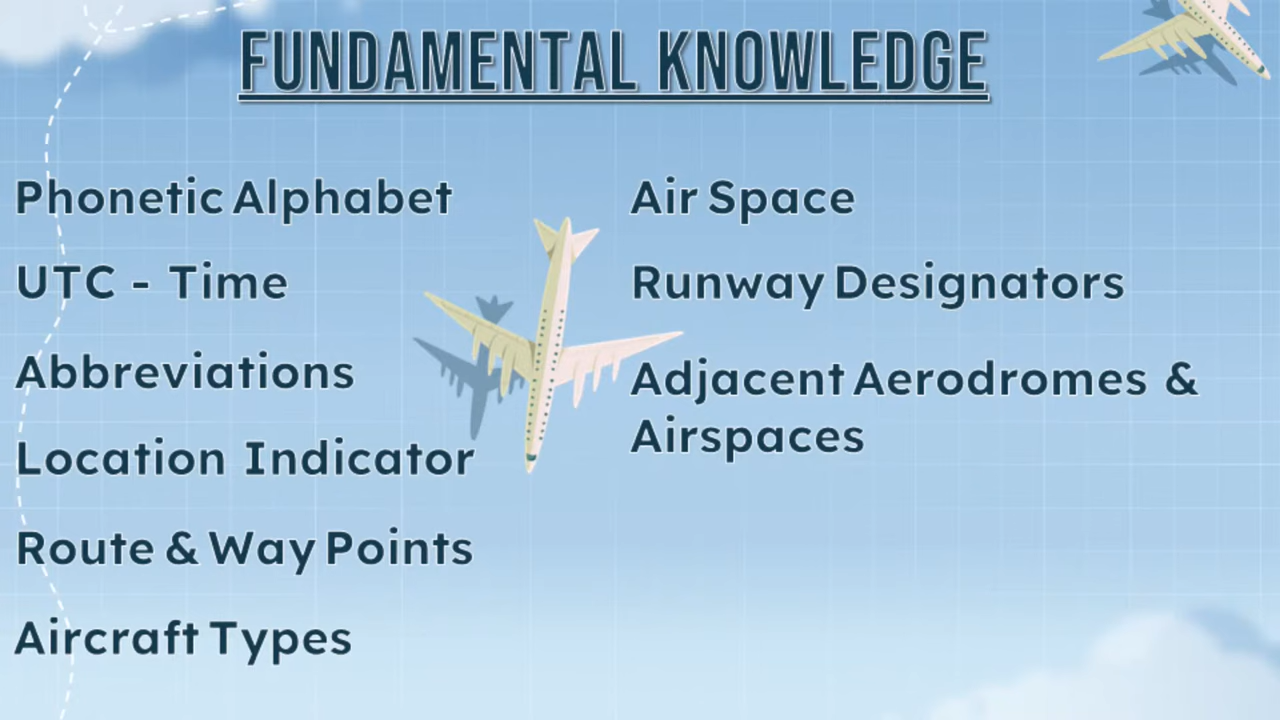 FUNDAMENTAL KNOWLEDGE
Phonetic Alphabet
UTC - Time
Abbreviations
Location Indicator
Route & Way Points
Aircraft Types
Air Space
Runway Designators
Adjacent Aerodromes &
Airspaces